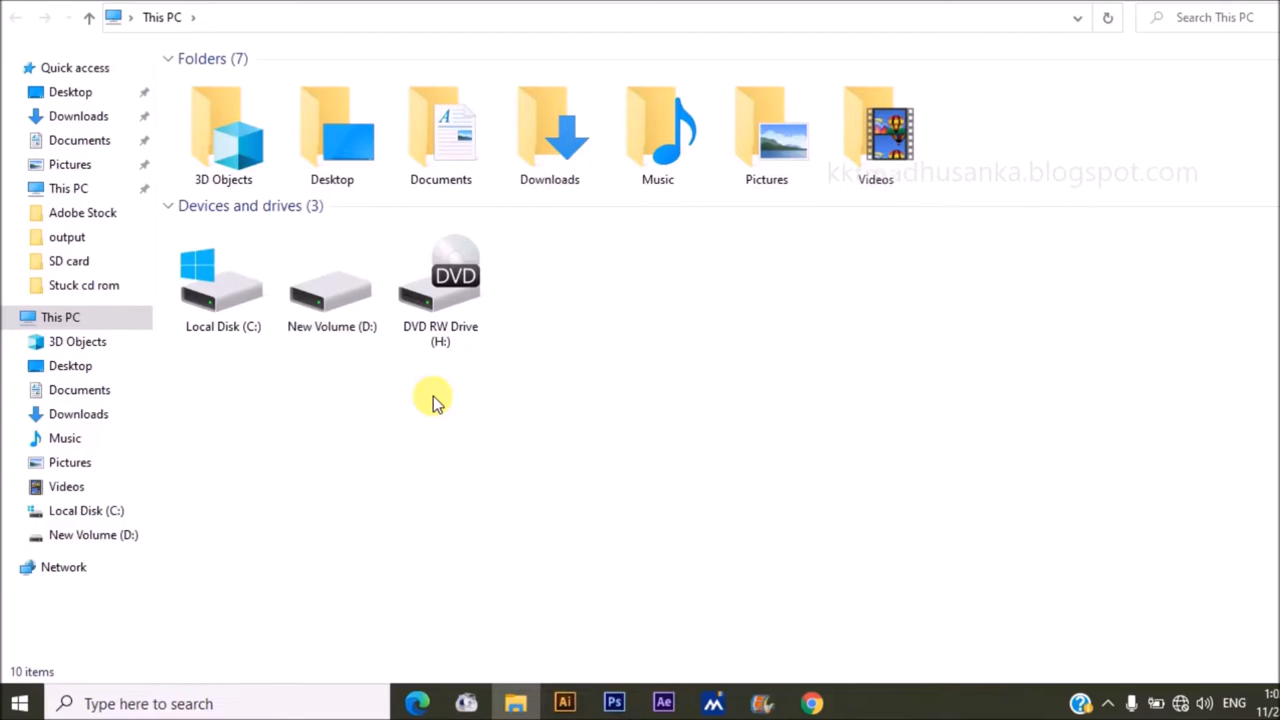 This PC
Search This PC
Quick access
Desktop
Downloads
Documents
Pictures
This PC
Adobe Stock
output
SD card
Stuck cd rom
This PC
3D Objects
Desktop
Documents
Downloads
Music
Pictures
Videos
Local Disk (C:)
New Volume (D:)
Network
Folders (7)
A
3D Objects
Desktop
Documents
Downloads
Music
Pictures
Videos
Devices and drives (3)
DVD
Local Disk (C:)
New Volume (D:)
DVD RW Drive
(H:)
10 items
Type here to search
Ai
Ps
Ae
ENG